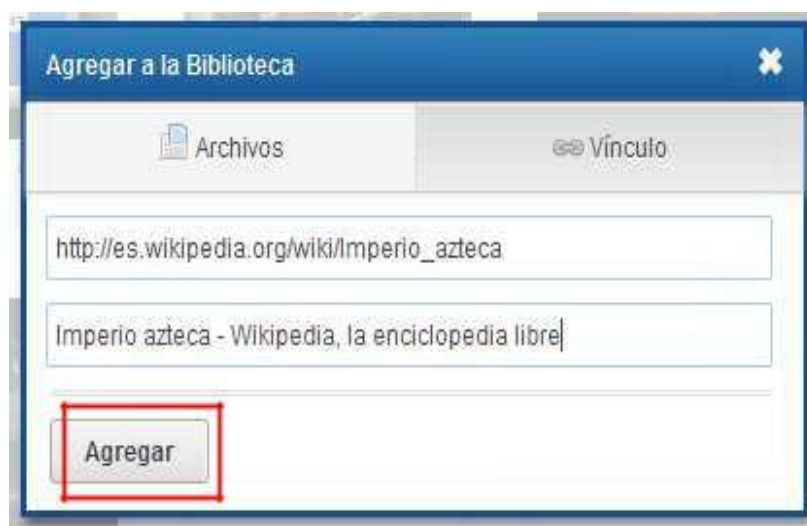 Agregar a la Biblioteca
Archivos
Vínculo
http://es.wikipedia.org/wiki/Imperio_azteca
Imperio azteca - Wikipedia, la enciclopedia libre
Agregar